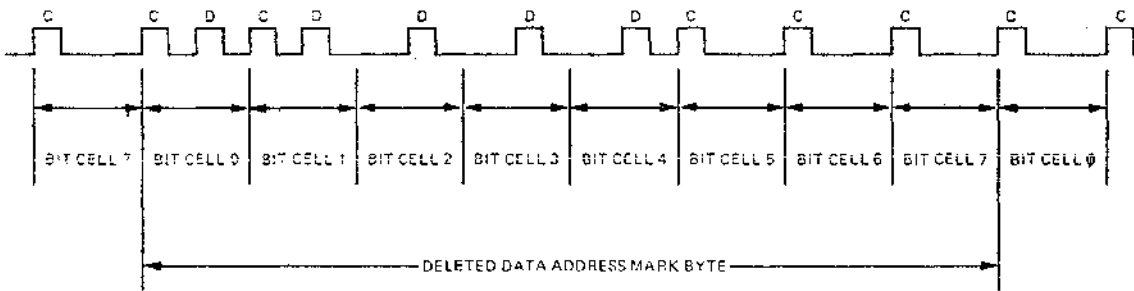 C C D C D D D D C C C C C
BIT CELL 7 BIT CELL 0 BIT CELL 1 BIT CELL 2 BIT CELL 3 BIT CELL 4 BIT CELL 5 BIT CELL 6 BIT CELL 7 BIT CELL 0
DELETED DATA ADDRESS MARK BYTE